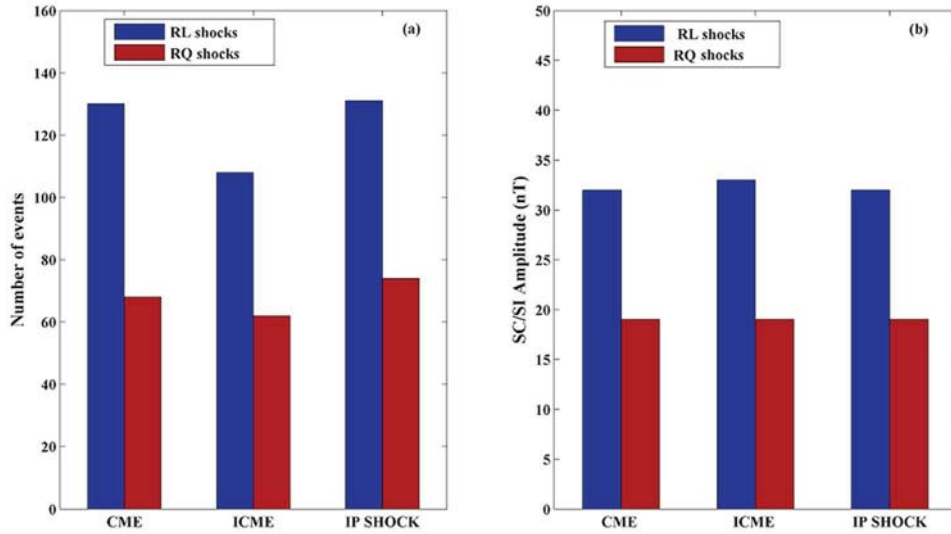 (a)
RL shocks
RQ shocks
160
140
120
100
80
60
40
20
0
Number of events
CME ICME IP SHOCK
(b)
RL shocks
RQ shocks
50
45
40
35
30
25
20
15
10
5
0
SC/SI Amplitude (nT)
CME ICME IP SHOCK